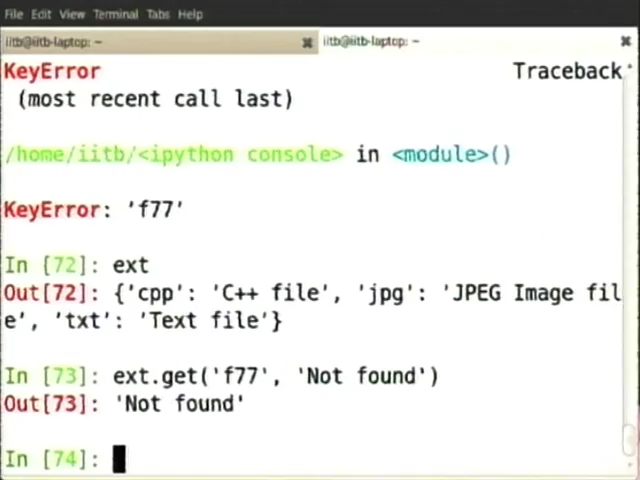 File Edit View Terminal Tabs Help
iitb@iitb-laptop: ~ iitb@iitb-laptop: ~
KeyError Traceback
(most recent call last)
/home/iitb/<ipython console> in <module>()
KeyError: 'f77'
In [72]: ext
Out[72]: {'cpp': 'C++ file', 'jpg': 'JPEG Image fil
e', 'txt': 'Text file'}
In [73]: ext.get('f77', 'Not found')
Out[73]: 'Not found'
In [74]: